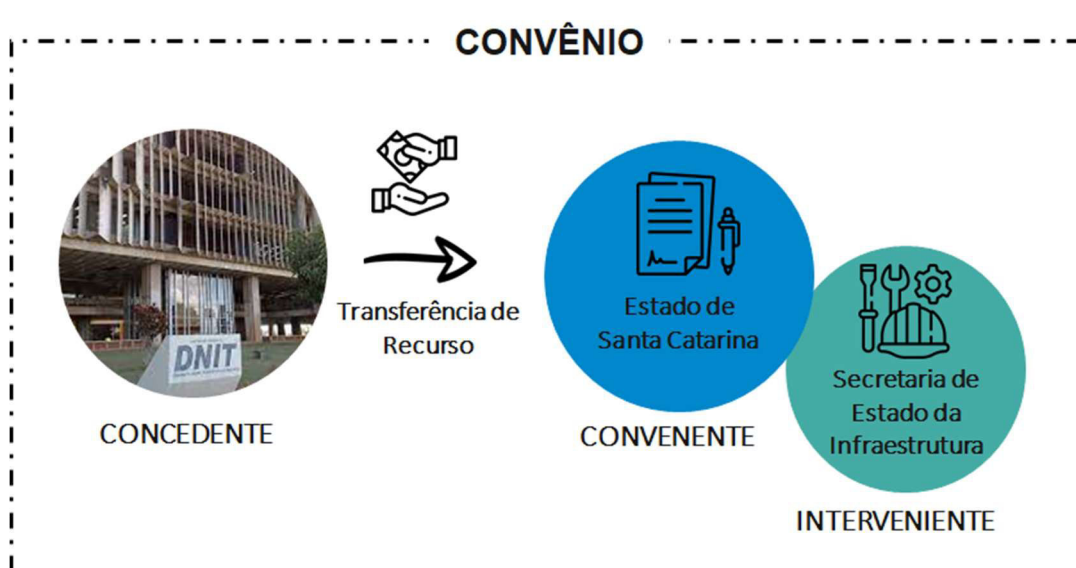 CONVÊNIO
DNIT
Transferência de
Recurso
CONCEDENTE
Estado de
Santa Catarina
CONVENENTE
Secretaria de
Estado da
Infraestrutura
INTERVENIENTE